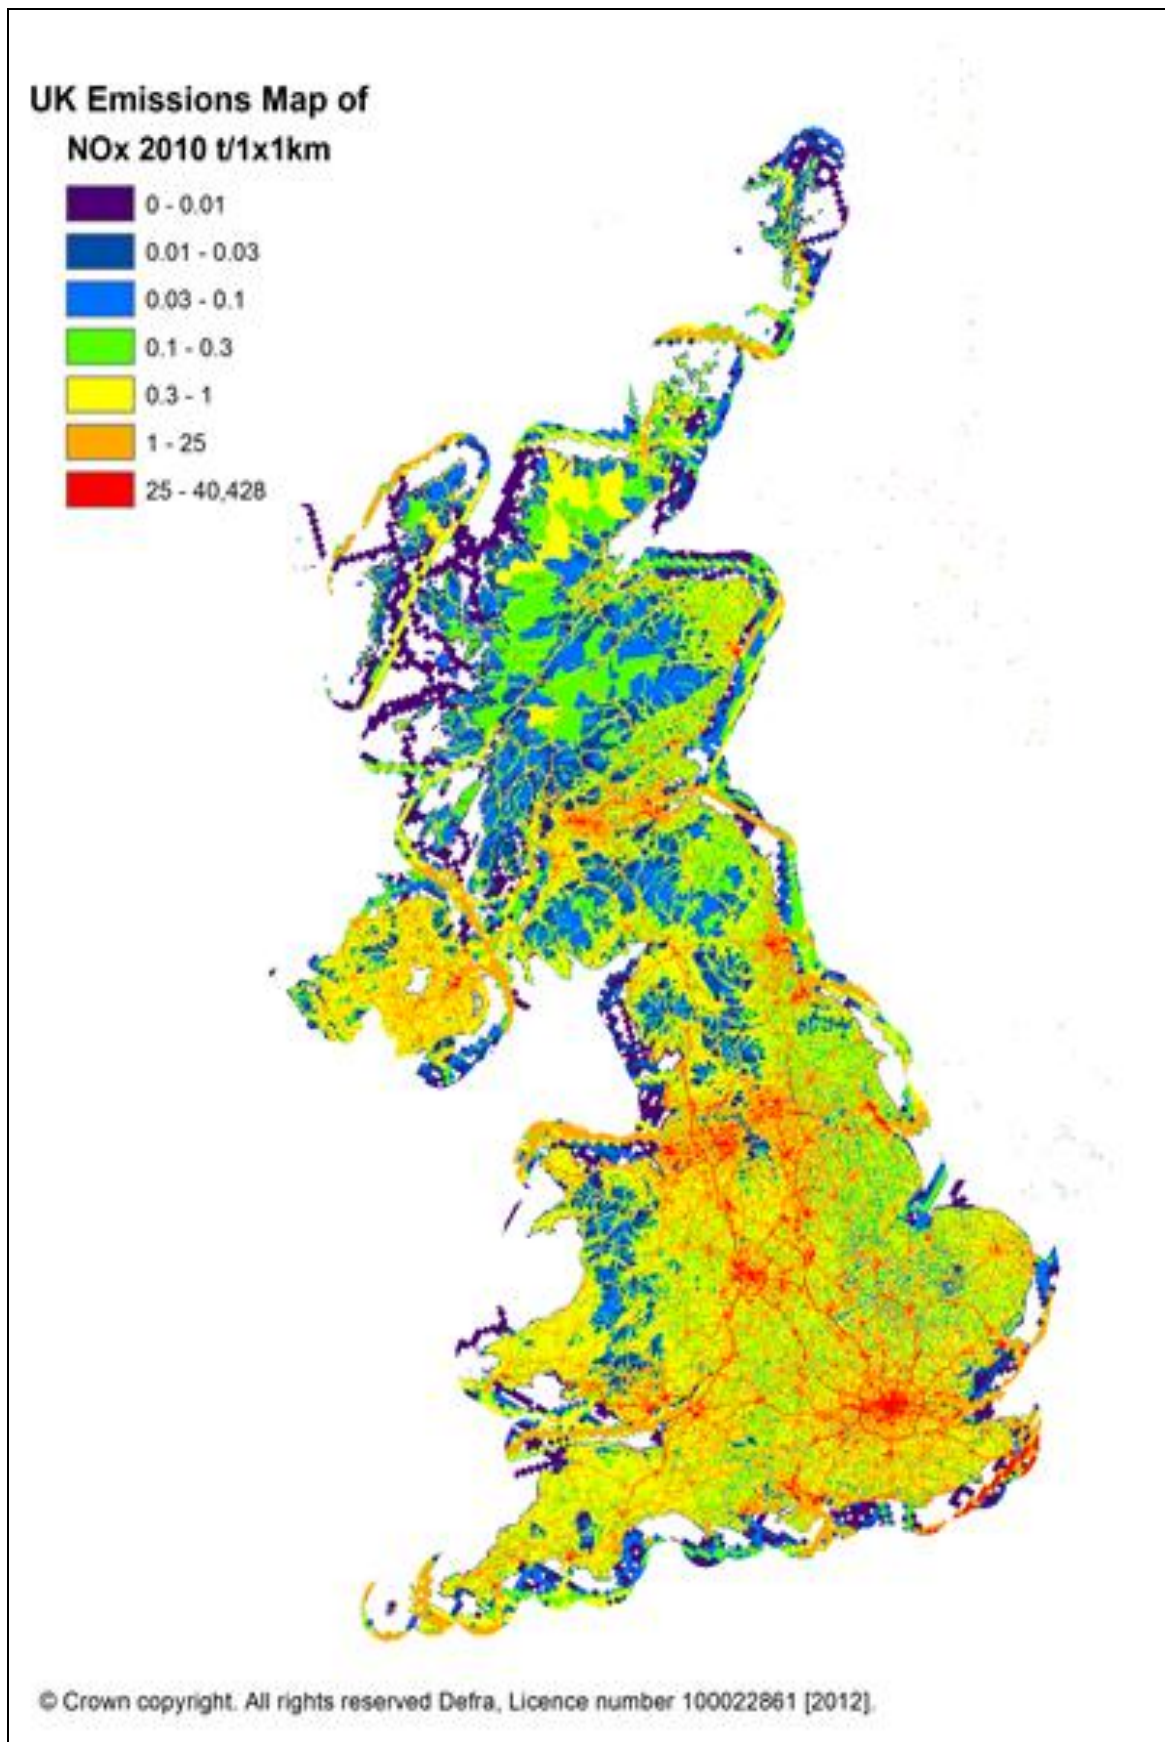 UK Emissions Map of
NOx 2010 t/1x1km
0 - 0.01
0.01 - 0.03
0.03 - 0.1
0.1 - 0.3
0.3 - 1
1 - 25
25 - 40,428
© Crown copyright. All rights reserved Defra, Licence number 100022861 [2012].